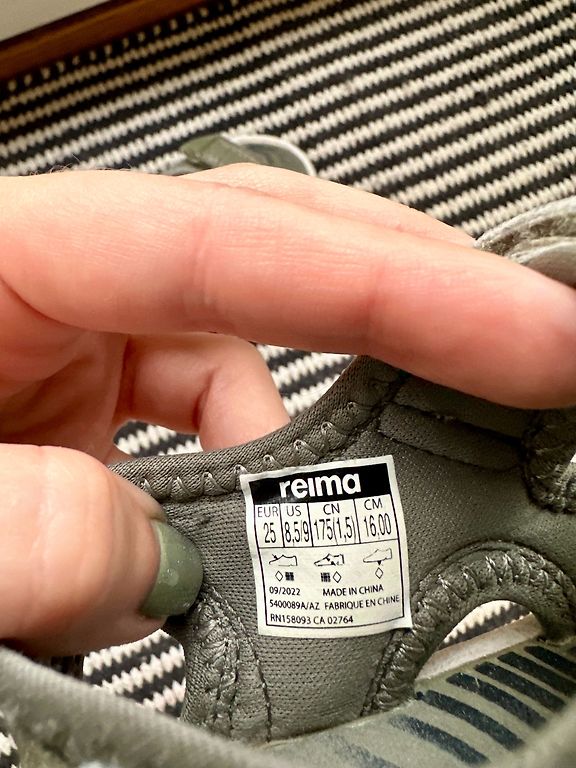 reima
EUR US CN CM
25 8,5/9 175(1,5) 16.00
09/2022 MADE IN CHINA
5400089A/AZ FABRIQUE EN CHINE
RN158093 CA 02764